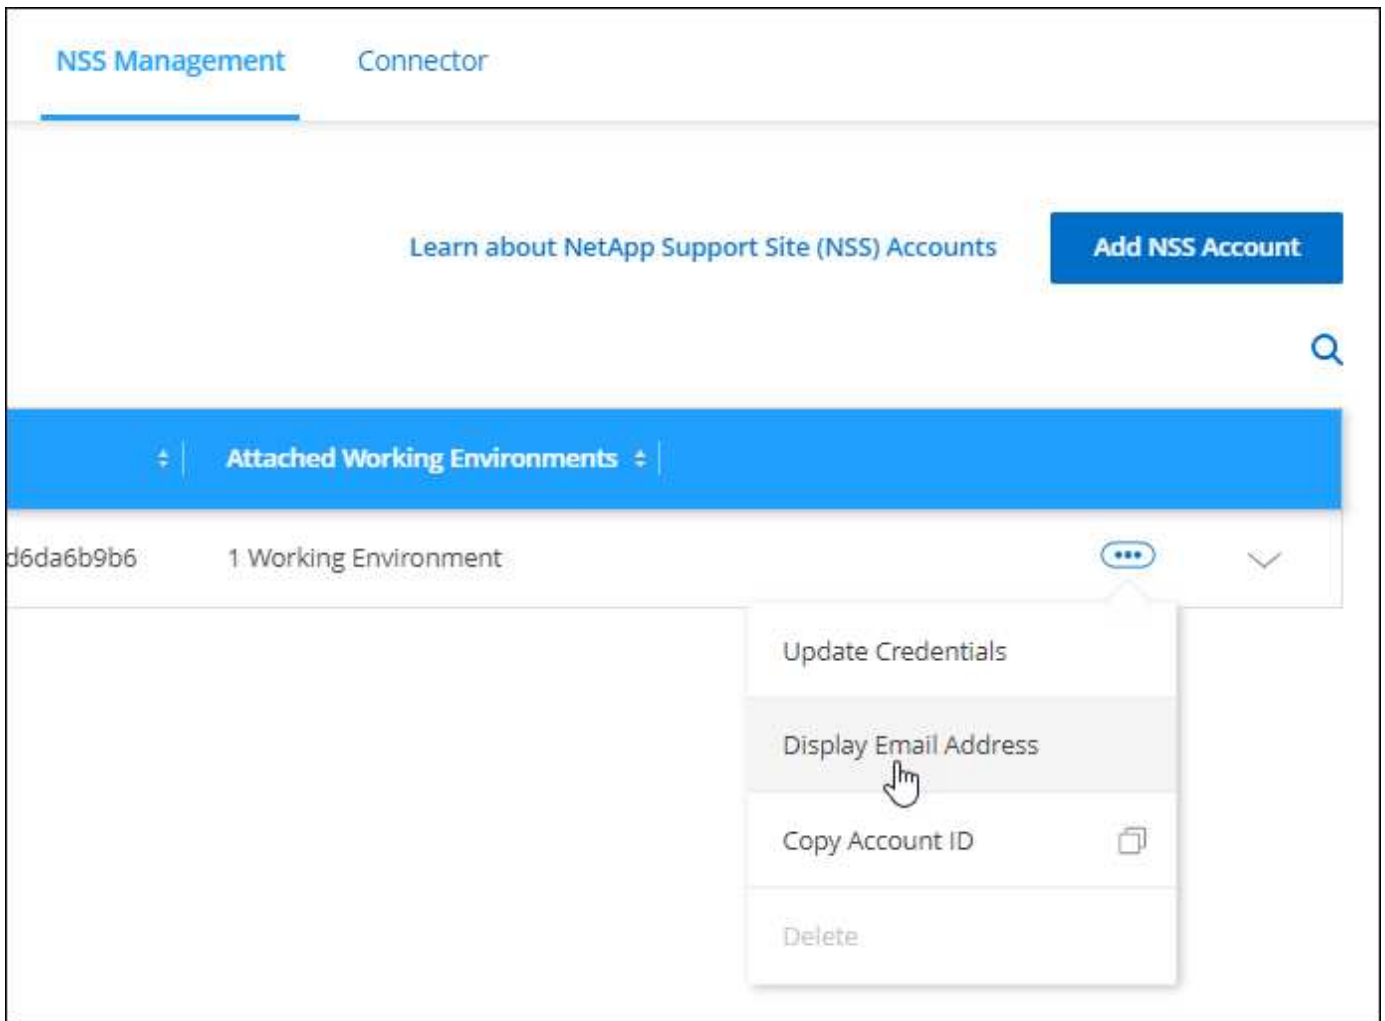 NSS Management Connector
Learn about NetApp Support Site (NSS) Accounts Add NSS Account
Attached Working Environments
d6da6b9b6 1 Working Environment
Update Credentials
Display Email Address
Copy Account ID
Delete